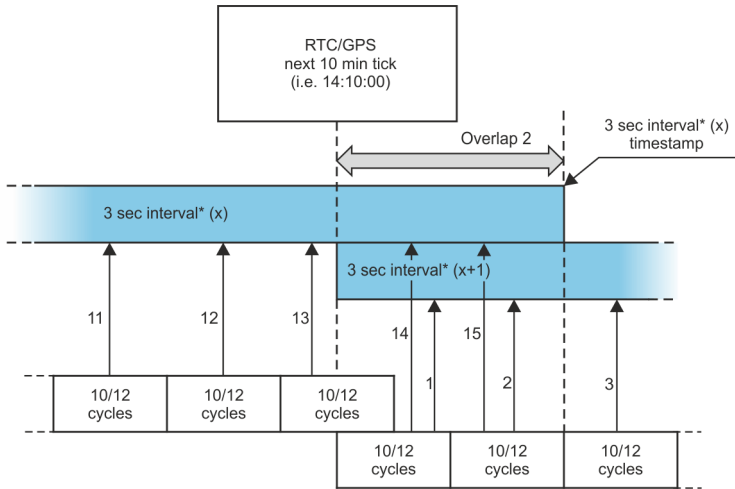 RTC/GPS
next 10 min tick
(i.e. 14:10:00)
Overlap 2
3 sec interval* (x)
timestamp
3 sec interval* (x)
3 sec interval* (x+1)
11
12
13
14
15
1
2
3
10/12
cycles
10/12
cycles
10/12
cycles
10/12
cycles
10/12
cycles
10/12
cycles